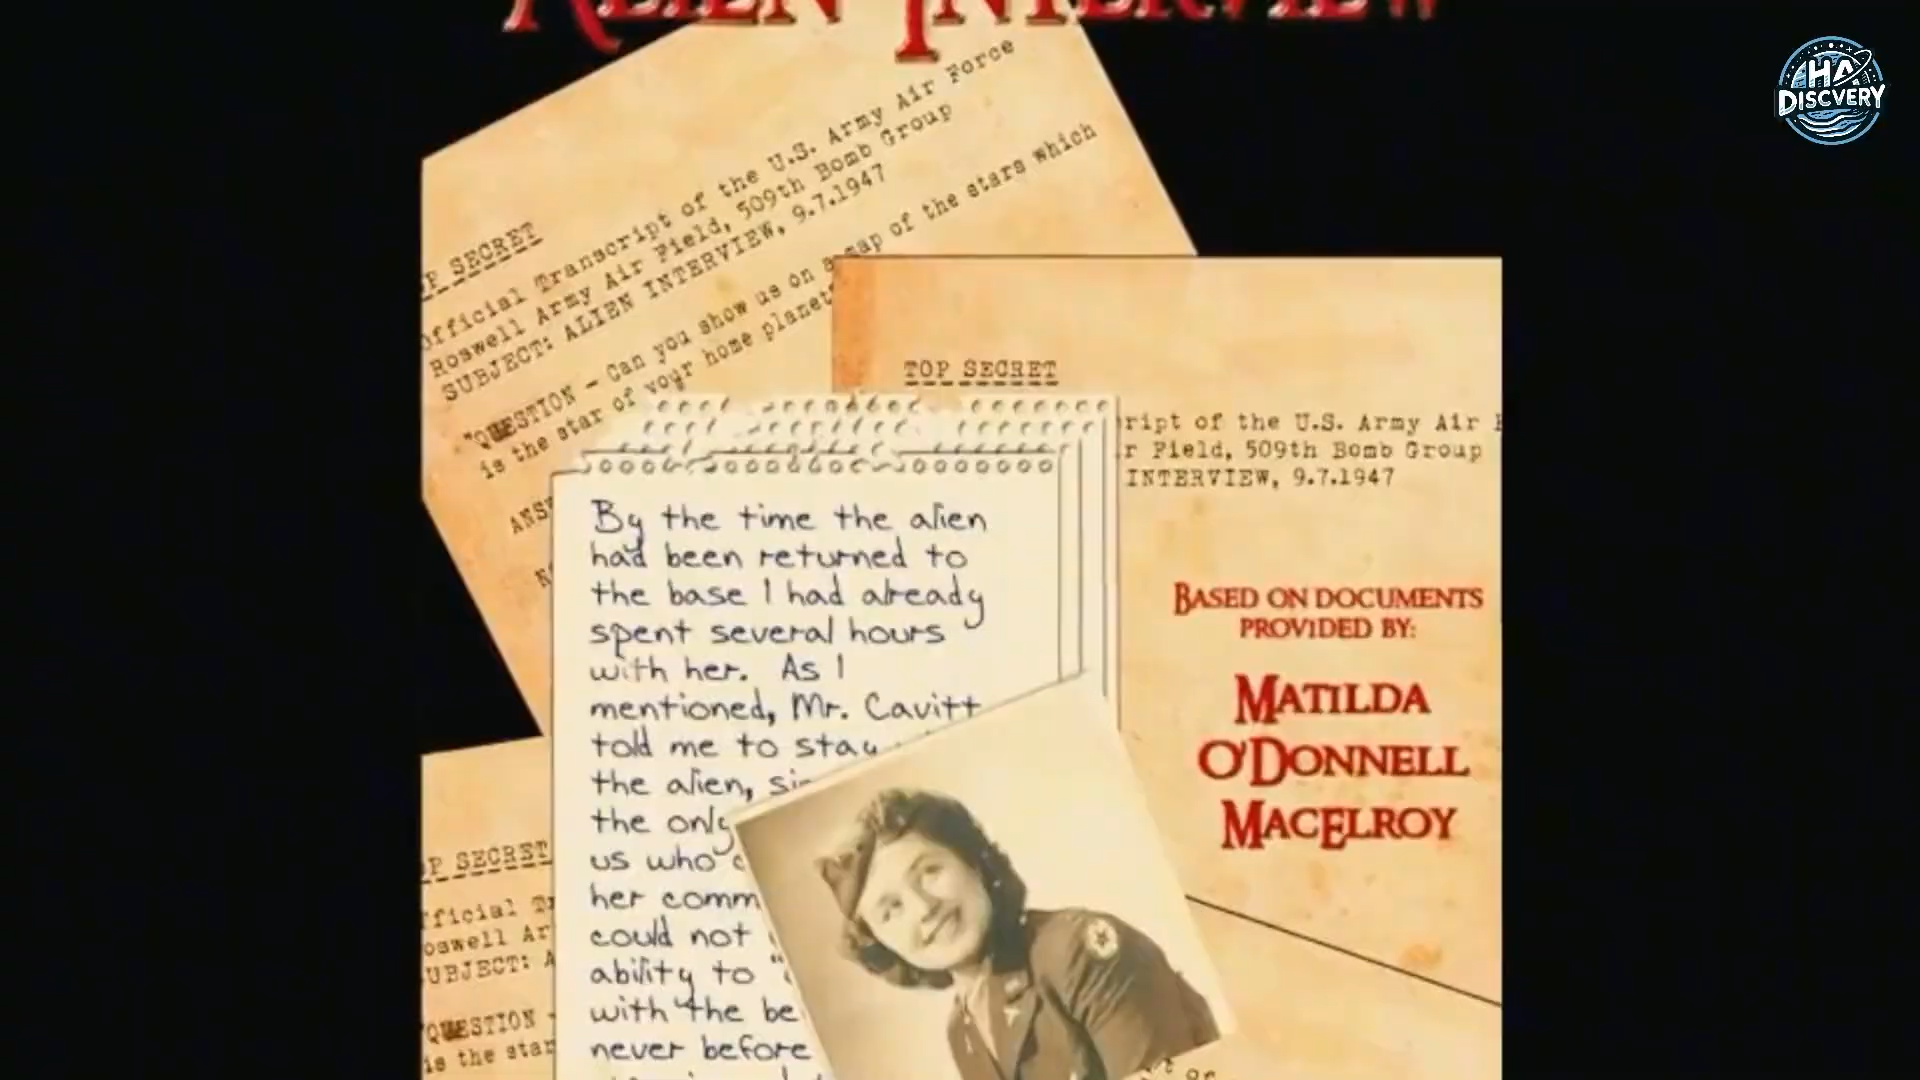 ALIEN INTERVIEW
HA
DISCVERY
TOP SECRET
Official Transcript of the U.S. Army Air Force
Roswell Army Air Field, 509th Bomb Group
SUBJECT: ALIEN INTERVIEW, 9.7.1947
"QUESTION - Can you show us on a map of the stars which
is the star of your home planet
TOP SECRET
ript of the U.S. Army Air
r Field, 509th Bomb Group
INTERVIEW, 9.7.1947
By the time the alien
had been returned to
the base I had already
spent several hours
with her. As I
mentioned, Mr. Cavitt
told me to stay
the alien,
the only
us who
her comm
could not
ability to
with the be
never before
BASED ON DOCUMENTS
PROVIDED BY:
MATILDA
O'DONNELL
MACELROY
OP SECRET
fficial Tr
oswell Ar
UBJECT: A
"QUESTION -
is the star